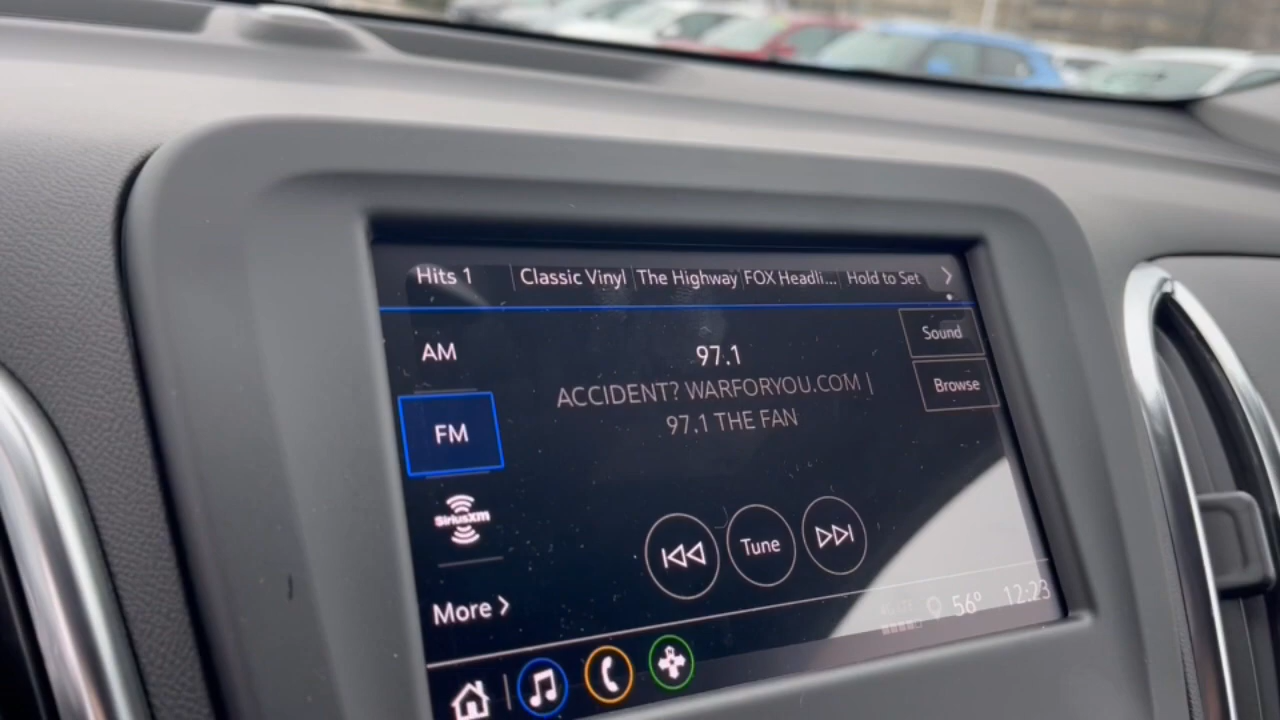 Hits 1 Classic Vinyl The Highway FOX Headli... Hold to Set
Sound
AM
97.1
Browse
ACCIDENT? WARFORYOU.COM |
FM
97.1 THE FAN
SiriusXM
Tune
More
56° 12:23